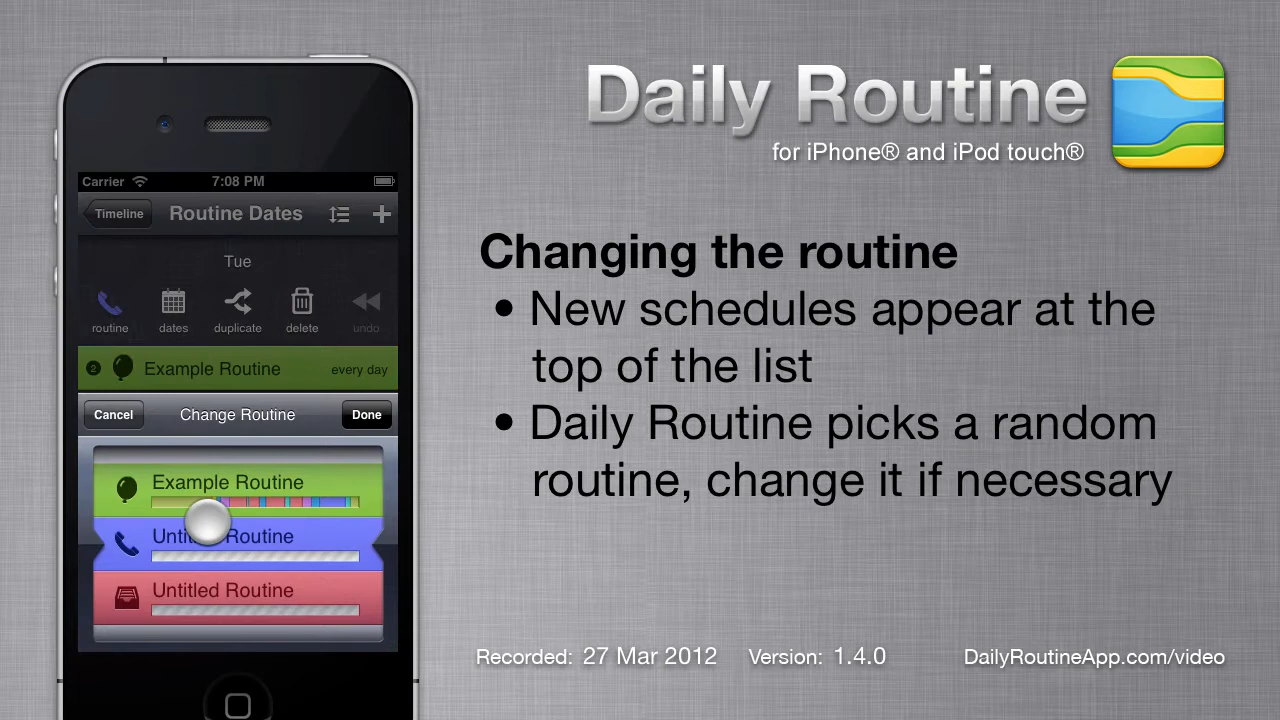 Daily Routine
for iPhone® and iPod touch®
Carrier
7:08 PM
Timeline
Routine Dates
Tue
routine
dates
duplicate
delete
undo
2
Example Routine
every day
Cancel
Change Routine
Done
Example Routine
Routine
Untitled Routine
Changing the routine
• New schedules appear at the
top of the list
• Daily Routine picks a random
routine, change it if necessary
Recorded: 27 Mar 2012
Version: 1.4.0
DailyRoutineApp.com/video